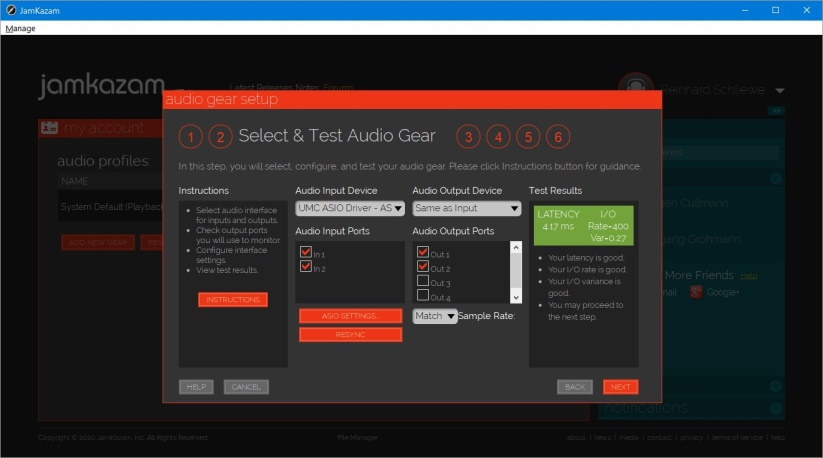 JamKazam
Manage
jamkazam
Latest Releases Notes Forums
Reinhard Schliewe
audio gear setup
my account
1 2 Select & Test Audio Gear 3 4 5 6
audio profiles:
In this step, you will select, configure, and test your audio gear. Please click Instructions button for guidance.
NAME
System Default (Playback
ADD NEW GEAR
Instructions
Select audio interface
for inputs and outputs.
Check output ports
you will use to monitor.
Configure interface
settings.
View test results.
INSTRUCTIONS
Audio Input Device
UMC ASIO Driver - AS
Audio Input Ports
In 1
In 2
ASIO SETTINGS...
RESYNC
Audio Output Device
Same as Input
Audio Output Ports
Out 1
Out 2
Out 3
Out 4
Match Sample Rate:
Test Results
LATENCY I/O
4.17 ms Rate=400
Var=0.27
Your latency is good.
Your I/O rate is good.
Your I/O variance is
good.
You may proceed to
the next step.
HELP CANCEL BACK NEXT
Cullmann
Grohmann
More Friends
Google+
notifications
Copyright © 2020 JamKazam, Inc. All Rights Reserved
File Manager
about | news | media | contact | privacy | terms of service | help